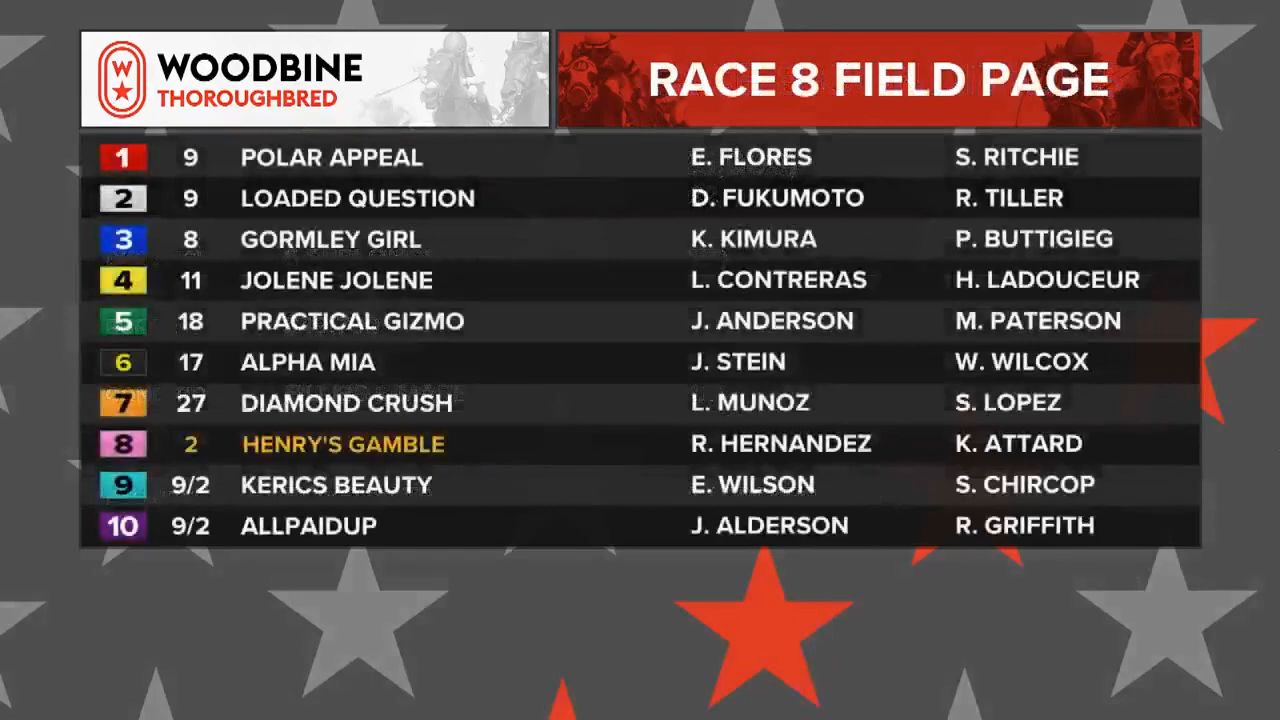 W WOODBINE
THOROUGHBRED
RACE 8 FIELD PAGE
1 9 POLAR APPEAL E. FLORES S. RITCHIE
2 9 LOADED QUESTION D. FUKUMOTO R. TILLER
3 8 GORMLEY GIRL K. KIMURA P. BUTTIGIEG
4 11 JOLENE JOLENE L. CONTRERAS H. LADOUCEUR
5 18 PRACTICAL GIZMO J. ANDERSON M. PATERSON
6 17 ALPHA MIA J. STEIN W. WILCOX
7 27 DIAMOND CRUSH L. MUNOZ S. LOPEZ
8 2 HENRY'S GAMBLE R. HERNANDEZ K. ATTARD
9 9/2 KERICS BEAUTY E. WILSON S. CHIRCOP
10 9/2 ALLPAIDUP J. ALDERSON R. GRIFFITH